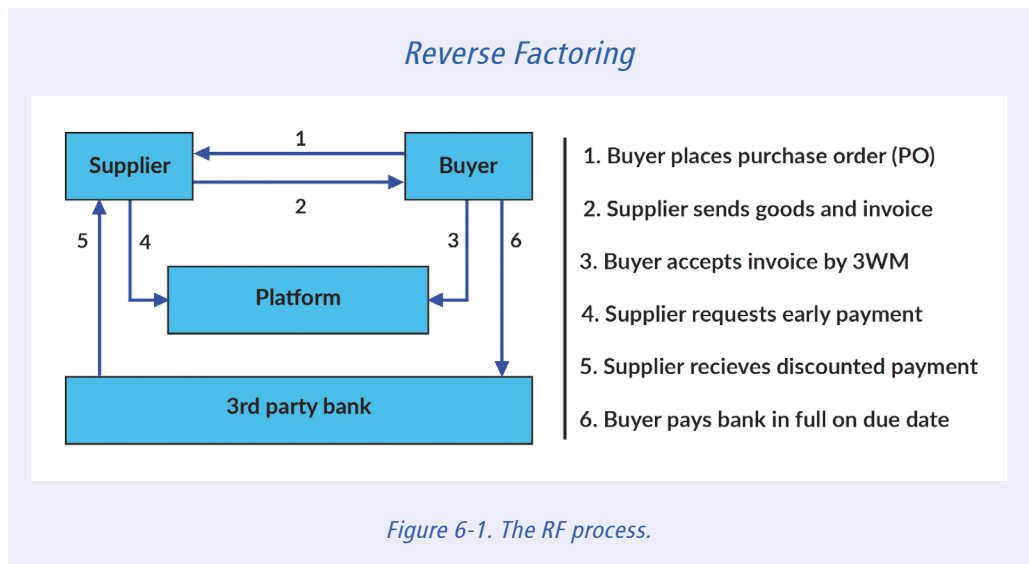 Reverse Factoring
1
Supplier
Buyer
2
5
4
3
6
Platform
3rd party bank
1. Buyer places purchase order (PO)
2. Supplier sends goods and invoice
3. Buyer accepts invoice by 3WM
4. Supplier requests early payment
5. Supplier recieves discounted payment
6. Buyer pays bank in full on due date
Figure 6-1. The RF process.